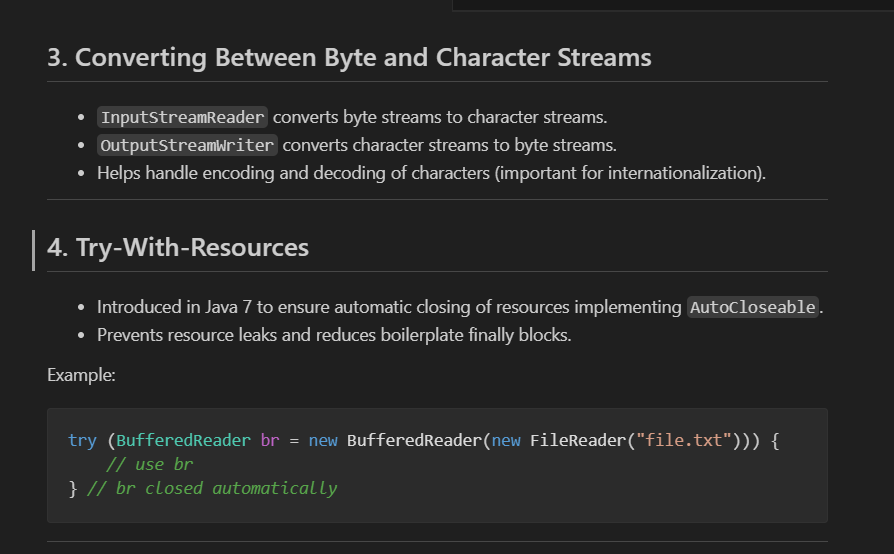 3. Converting Between Byte and Character Streams
InputStreamReader converts byte streams to character streams.
OutputStreamWriter converts character streams to byte streams.
Helps handle encoding and decoding of characters (important for internationalization).
4. Try-With-Resources
Introduced in Java 7 to ensure automatic closing of resources implementing AutoCloseable.
Prevents resource leaks and reduces boilerplate finally blocks.
Example:
try (BufferedReader br = new BufferedReader(new FileReader("file.txt"))) {
    // use br
} // br closed automatically